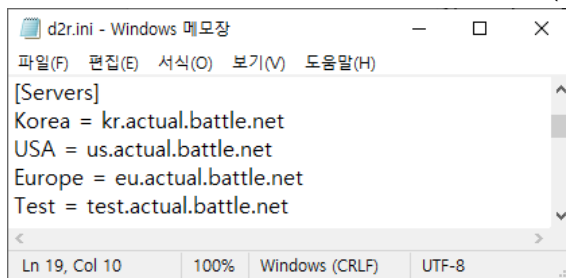 d2r.ini - Windows 메모장
파일(F) 편집(E) 서식(O) 보기(V) 도움말(H)
[Servers]
Korea = kr.actual.battle.net
USA = us.actual.battle.net
Europe = eu.actual.battle.net
Test = test.actual.battle.net
Ln 19, Col 10 100% Windows (CRLF) UTF-8